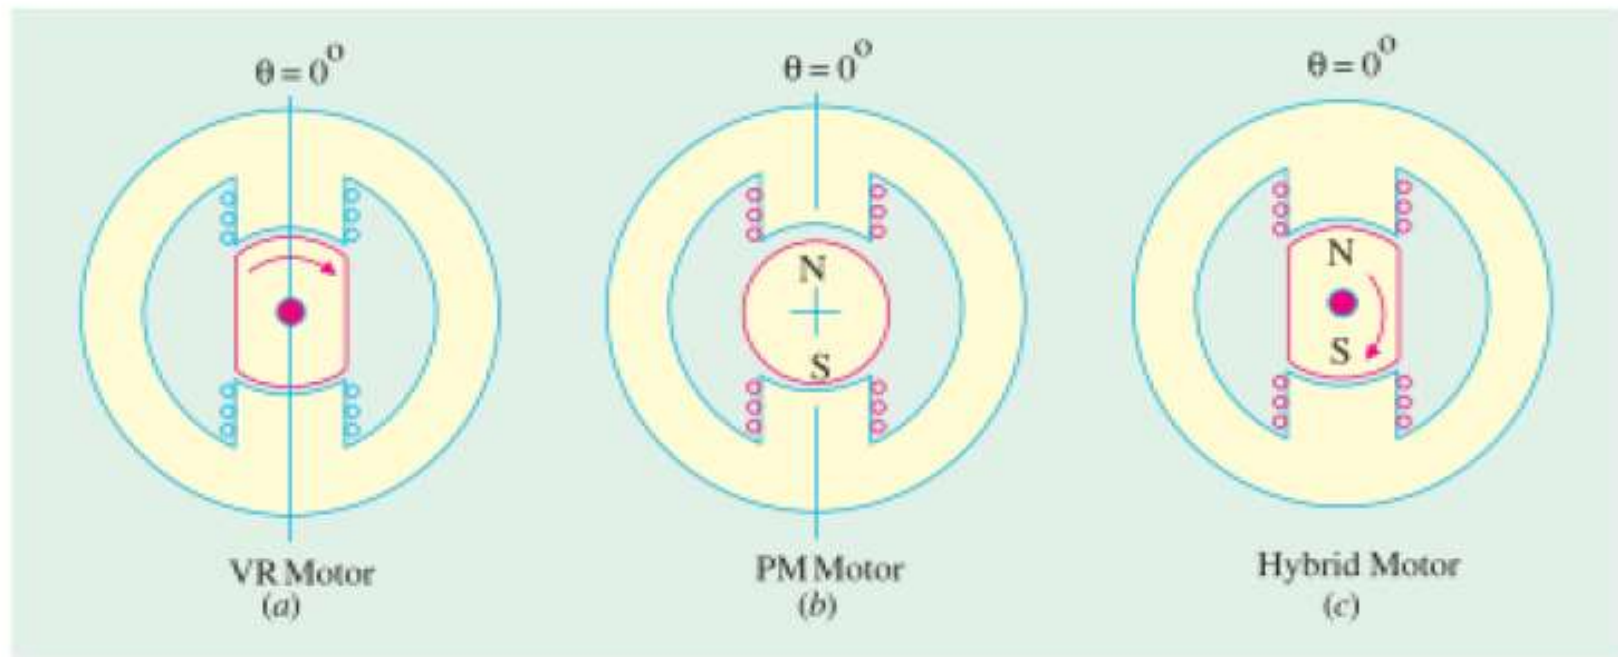 θ = 0°
θ = 0°
θ = 0°
N
S
N
S
VR Motor
(a)
PM Motor
(b)
Hybrid Motor
(c)